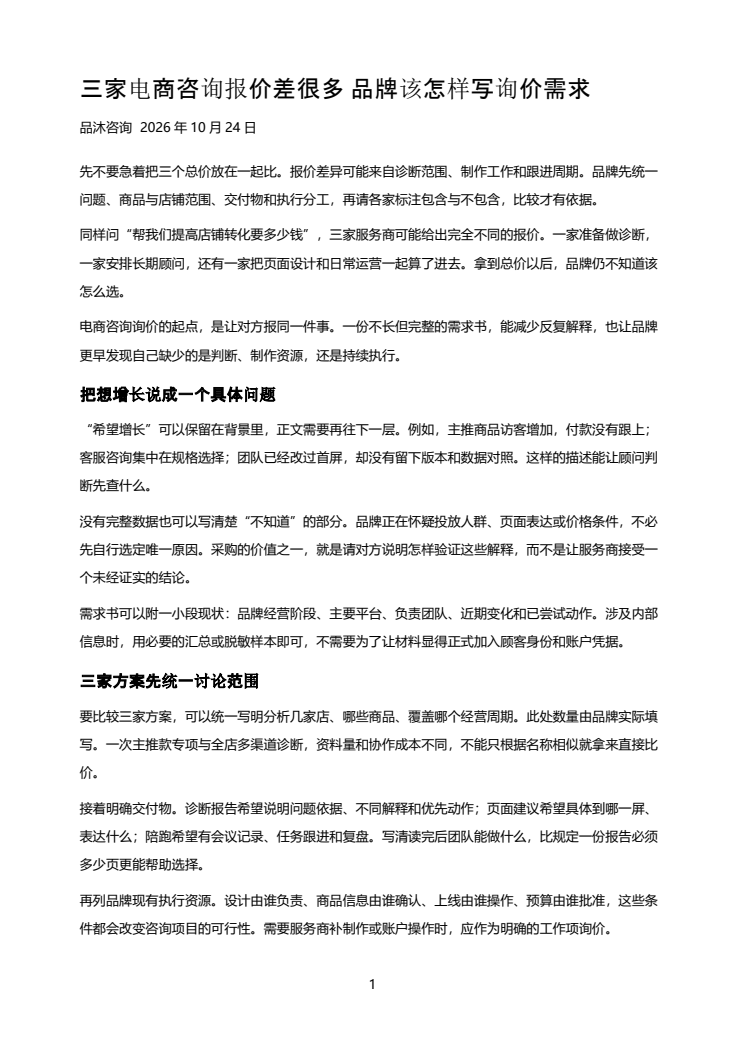 三家电商咨询报价差很多 品牌该怎样写询价需求
品沐咨询 2026 年 10 月 24 日
先不要急着把三个总价放在一起比。报价差异可能来自诊断范围、制作工作和跟进周期。品牌先统一
问题、商品与店铺范围、交付物和执行分工，再请各家标注包含与不包含，比较才有依据。
同样问“帮我们提高店铺转化要多少钱”，三家服务商可能给出完全不同的报价。一家准备做诊断，
一家安排长期顾问，还有一家把页面设计和日常运营一起算了进去。拿到总价以后，品牌仍不知道该
怎么选。
电商咨询询价的起点，是让对方报同一件事。一份不长但完整的需求书，能减少反复解释，也让品牌
更早发现自己缺少的是判断、制作资源，还是持续执行。
把想增长说成一个具体问题
“希望增长”可以保留在背景里，正文需要再往下一层。例如，主推商品访客增加，付款没有跟上；
客服咨询集中在规格选择；团队已经改过首屏，却没有留下版本和数据对照。这样的描述能让顾问判
断先查什么。
没有完整数据也可以写清楚“不知道”的部分。品牌正在怀疑投放人群、页面表达或价格条件，不必
先自行选定唯一原因。采购的价值之一，就是请对方说明怎样验证这些解释，而不是让服务商接受一
个未经证实的结论。
需求书可以附一小段现状：品牌经营阶段、主要平台、负责团队、近期变化和已尝试动作。涉及内部
信息时，用必要的汇总或脱敏样本即可，不需要为了让材料显得正式加入顾客身份和账户凭据。
三家方案先统一讨论范围
要比较三家方案，可以统一写明分析几家店、哪些商品、覆盖哪个经营周期。此处数量由品牌实际填
写。一次主推款专项与全店多渠道诊断，资料量和协作成本不同，不能只根据名称相似就拿来直接比
价。
接着明确交付物。诊断报告希望说明问题依据、不同解释和优先动作；页面建议希望具体到哪一屏、
表达什么；陪跑希望有会议记录、任务跟进和复盘。写清读完后团队能做什么，比规定一份报告必须
多少页更能帮助选择。
再列品牌现有执行资源。设计由谁负责、商品信息由谁确认、上线由谁操作、预算由谁批准，这些条
件都会改变咨询项目的可行性。需要服务商补制作或账户操作时，应作为明确的工作项询价。
1